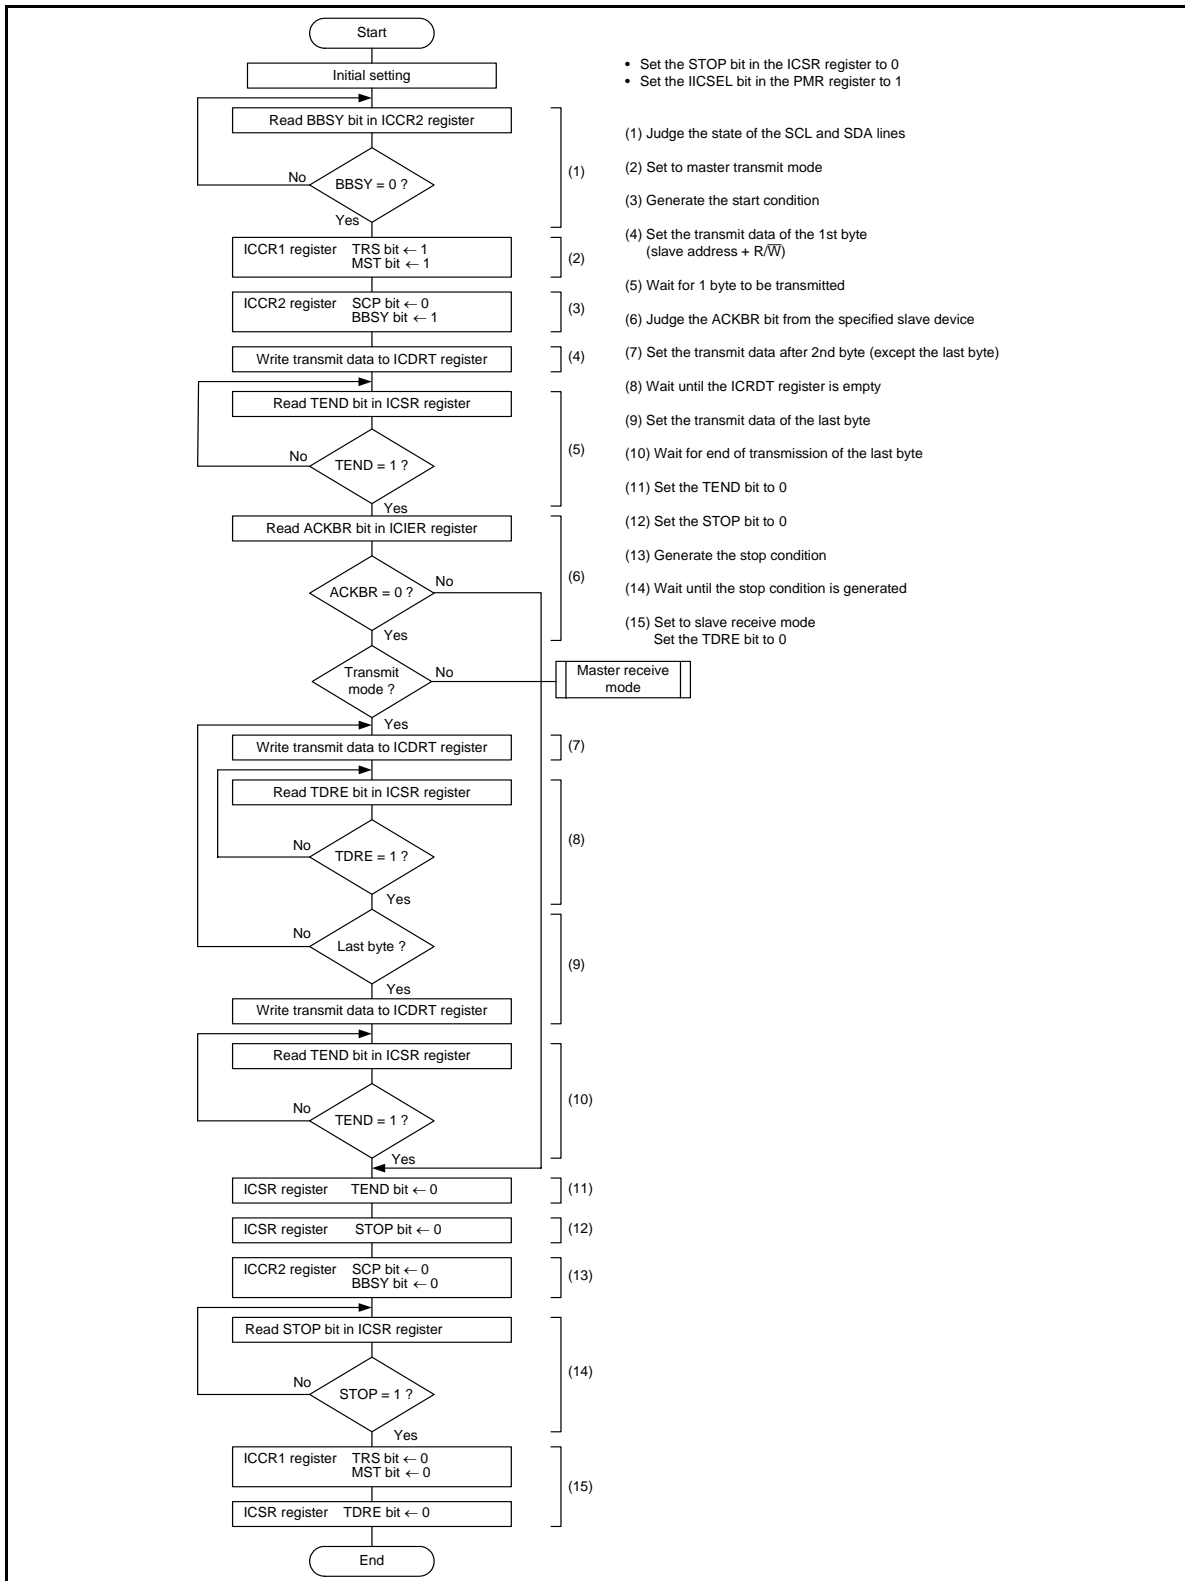 Start
Initial setting
• Set the STOP bit in the ICSR register to 0
• Set the IICSEL bit in the PMR register to 1
Read BBSY bit in ICCR2 register
BBSY = 0 ?
No
Yes
(1)
ICCR1 register TRS bit ← 1
MST bit ← 1
(2)
ICCR2 register SCP bit ← 0
BBSY bit ← 1
(3)
Write transmit data to ICDRT register
(4)
Read TEND bit in ICSR register
TEND = 1 ?
No
Yes
(5)
Read ACKBR bit in ICIER register
ACKBR = 0 ?
No
Yes
(6)
Transmit
mode ?
No
Yes
Master receive
mode
Write transmit data to ICDRT register
(7)
Read TDRE bit in ICSR register
TDRE = 1 ?
No
Yes
(8)
Last byte ?
No
Yes
Write transmit data to ICDRT register
(9)
Read TEND bit in ICSR register
TEND = 1 ?
No
Yes
(10)
ICSR register TEND bit ← 0
(11)
ICSR register STOP bit ← 0
(12)
ICCR2 register SCP bit ← 0
BBSY bit ← 0
(13)
Read STOP bit in ICSR register
STOP = 1 ?
No
Yes
(14)
ICCR1 register TRS bit ← 0
MST bit ← 0
ICSR register TDRE bit ← 0
(15)
End
(1) Judge the state of the SCL and SDA lines
(2) Set to master transmit mode
(3) Generate the start condition
(4) Set the transmit data of the 1st byte
(slave address + R/W̅)
(5) Wait for 1 byte to be transmitted
(6) Judge the ACKBR bit from the specified slave device
(7) Set the transmit data after 2nd byte (except the last byte)
(8) Wait until the ICRDT register is empty
(9) Set the transmit data of the last byte
(10) Wait for end of transmission of the last byte
(11) Set the TEND bit to 0
(12) Set the STOP bit to 0
(13) Generate the stop condition
(14) Wait until the stop condition is generated
(15) Set to slave receive mode
Set the TDRE bit to 0